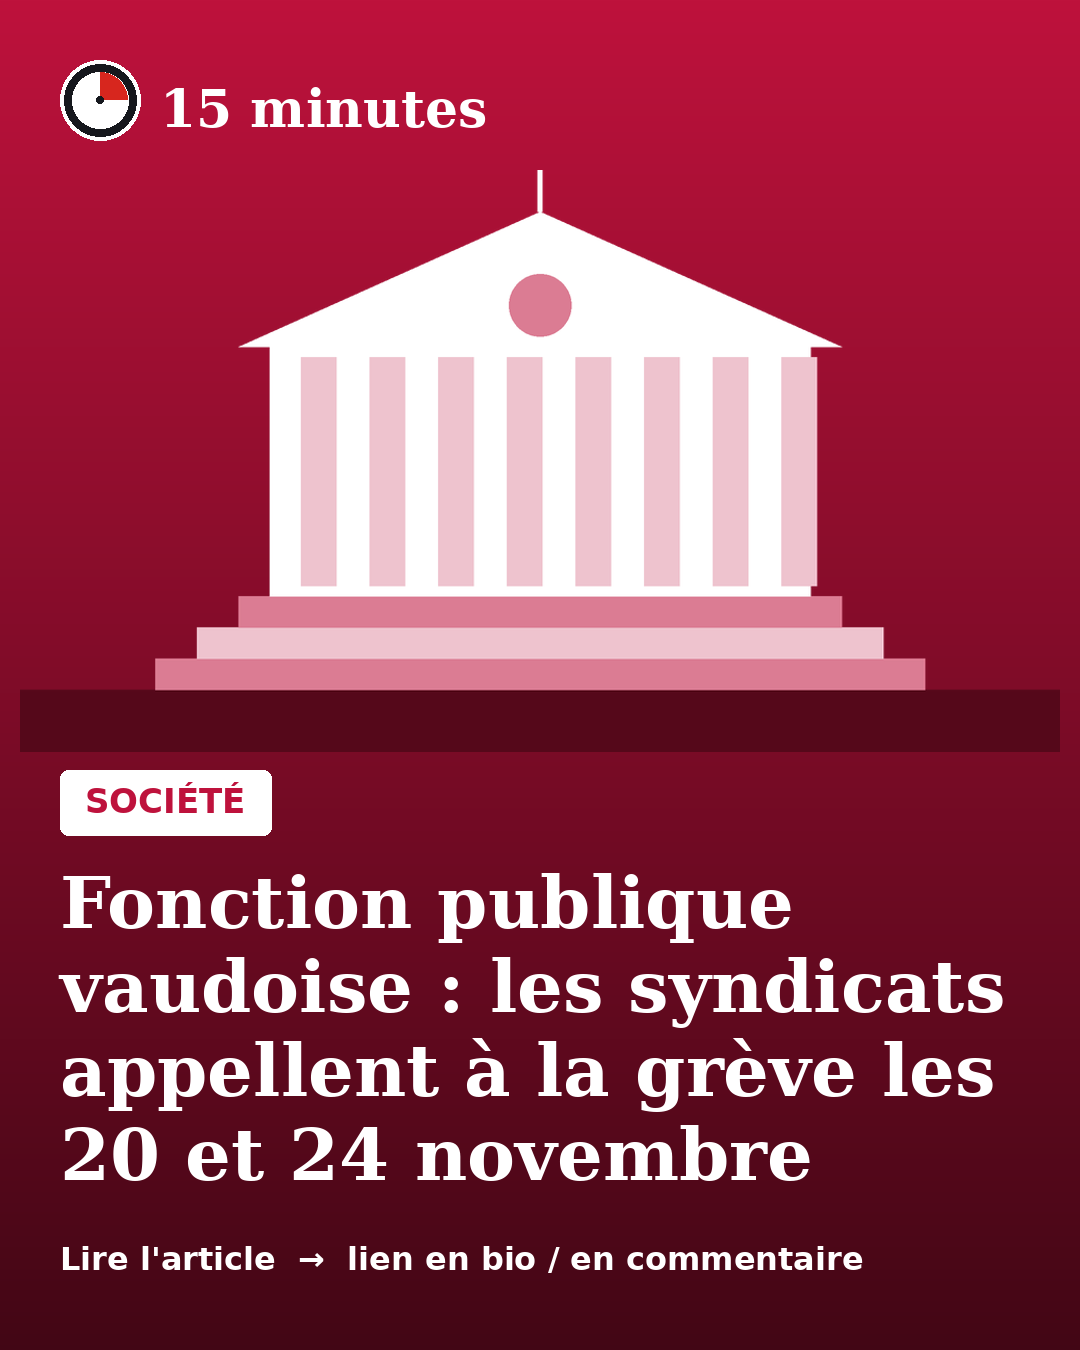 15 minutes
SOCIÉTÉ
Fonction publique
vaudoise : les syndicats
appellent à la grève les
20 et 24 novembre
Lire l'article → lien en bio / en commentaire